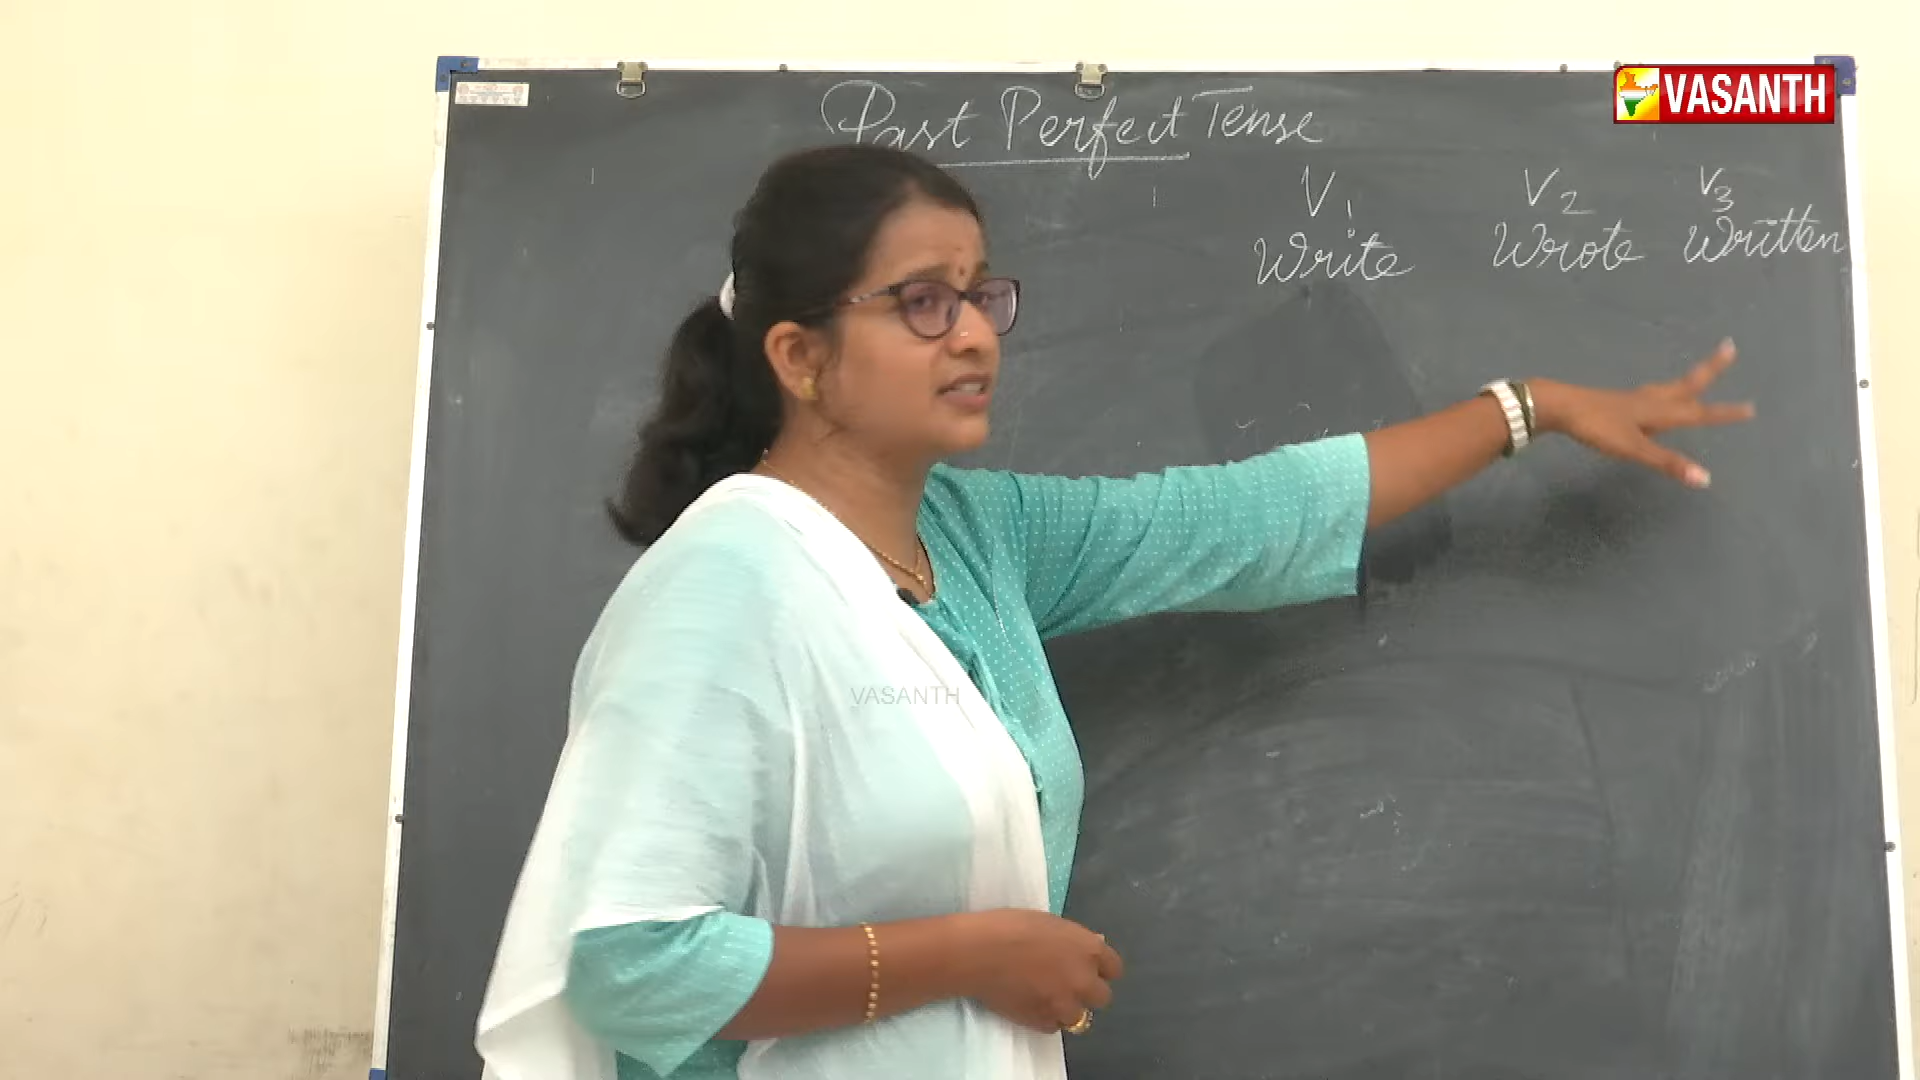 VASANTH
Past Perfect Tense
V1 V2 V3
Write Wrote Written
VASANTH